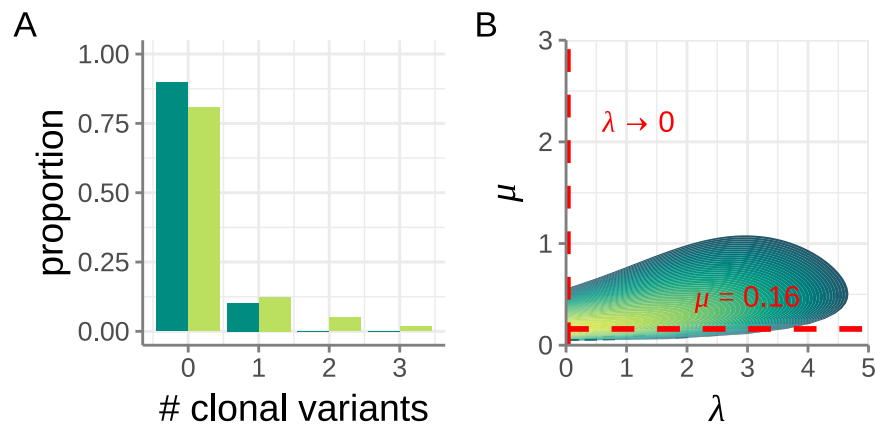 A
proportion
1.00
0.75
0.50
0.25
0.00
0 1 2 3
# clonal variants
B
μ
3
2
1
0
λ → 0
μ = 0.16
0 1 2 3 4 5
λ